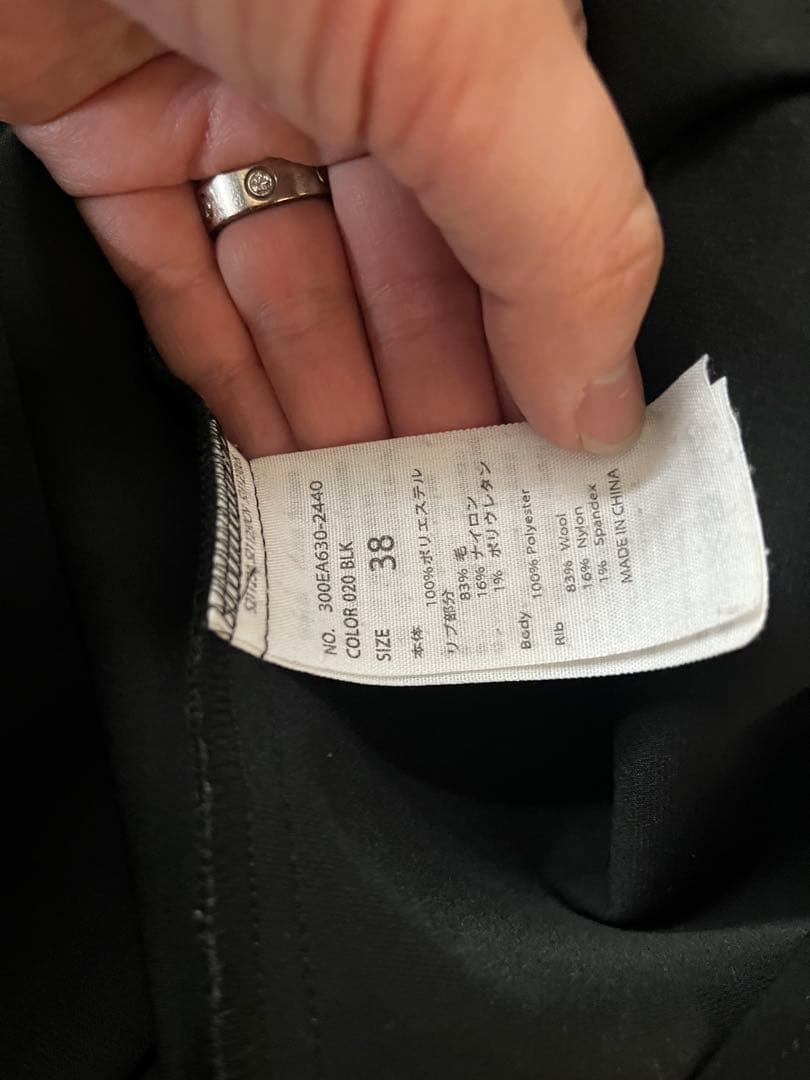 NO. 300EA630-2440
COLOR 020 BLK
SIZE 38
本体 100%ポリエステル
リブ部分
83% 毛
16% ナイロン
1% ポリウレタン
Body 100% Polyester
Rib 83% Wool
16% Nylon
1% Spandex
MADE IN CHINA